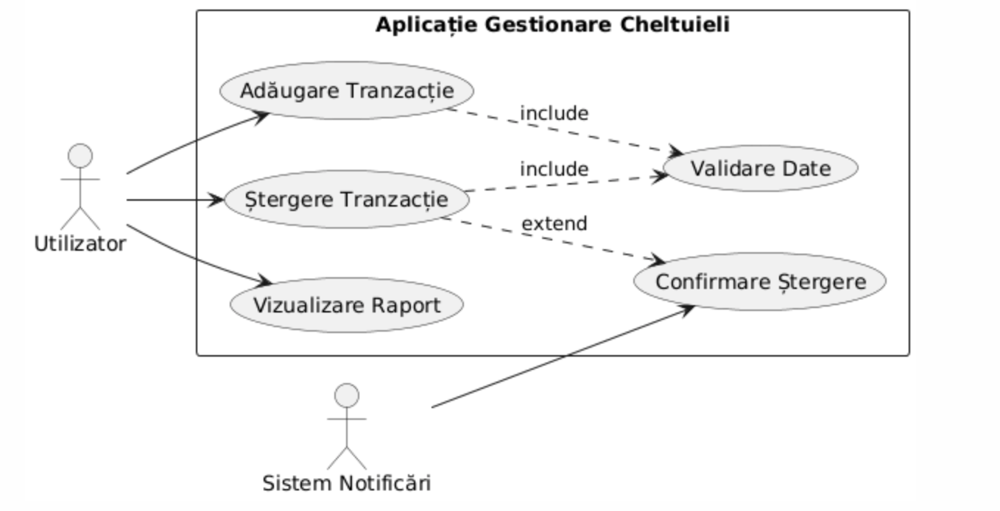 Aplicație Gestionare Cheltuieli
Adăugare Tranzacție
include
Validare Date
include
Ștergere Tranzacție
extend
Utilizator
Confirmare Ștergere
Vizualizare Raport
Sistem Notificări